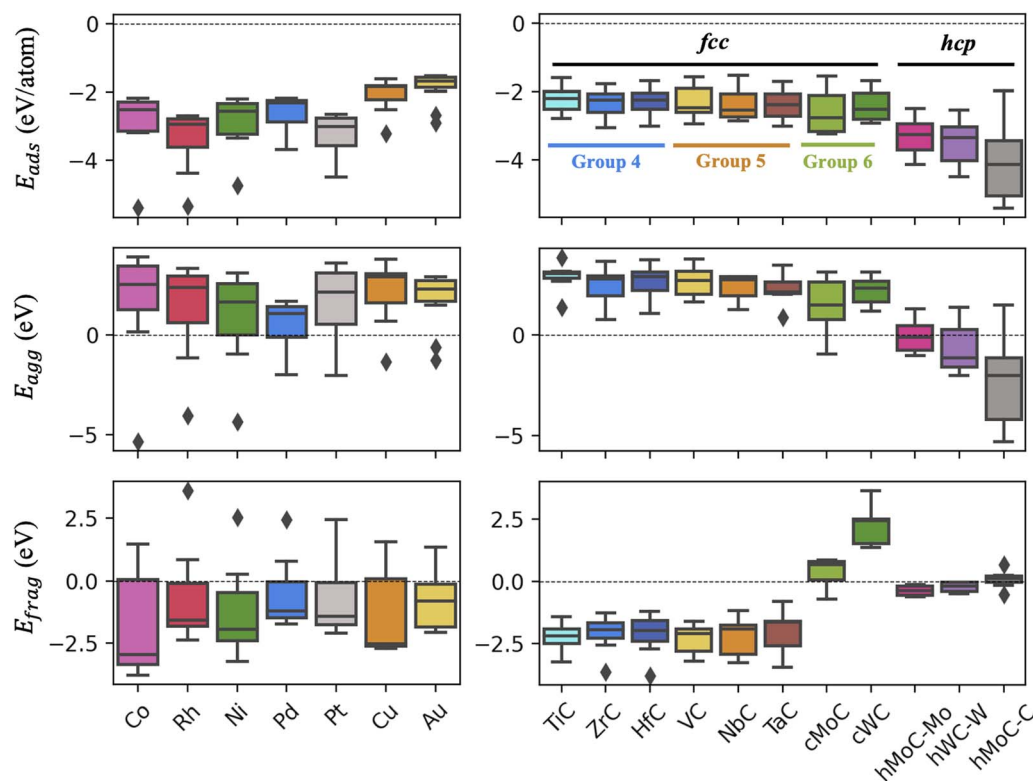 0
−2
−4
E_ads (eV/atom)
0
−2
−4
fcc
hcp
Group 4
Group 5
Group 6
0
−5
E_agg (eV)
0
−5
2.5
0.0
−2.5
E_frag (eV)
2.5
0.0
−2.5
Co
Rh
Ni
Pd
Pt
Cu
Au
TiC
ZrC
HfC
VC
NbC
TaC
cMoC
cWC
hMoC-Mo
hWC-W
hMoC-C